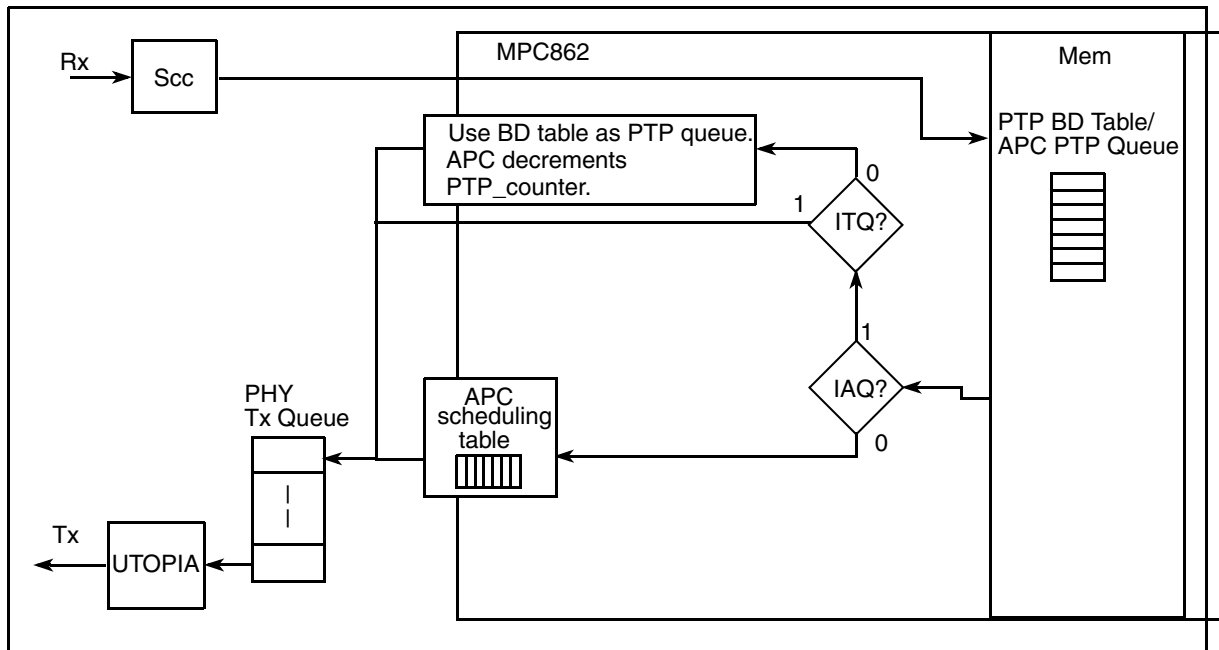 MPC862
Mem
Rx
Scc
PTP BD Table/
APC PTP Queue
Use BD table as PTP queue.
APC decrements
PTP_counter.
0
1
ITQ?
1
IAQ?
0
APC
scheduling
table
PHY
Tx Queue
Tx
UTOPIA